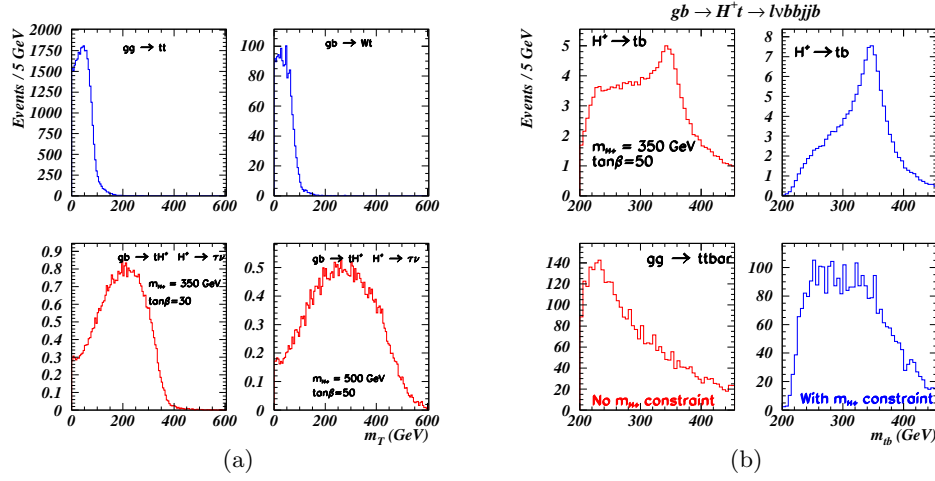 gb → H⁺t → lνbbjjb
Events / 5 GeV
2000
1750
1500
1250
1000
750
500
250
0
gg → tt
0 200 400 600
100
80
60
40
20
0
gb → Wt
0 200 400 600
0.9
0.8
0.7
0.6
0.5
0.4
0.3
0.2
0.1
0
gb → tH⁺ H⁺ → τν
m_H+ = 350 GeV
tanβ=30
0 200 400 600
0.5
0.4
0.3
0.2
0.1
0
gb → tH⁺ H⁺ → τν
m_H+ = 500 GeV
tanβ=50
0 200 400 600
m_T (GeV)
(a)
Events / 5 GeV
5
4
3
2
1
0
H⁺→tb
m_H+ = 350 GeV
tanβ=50
200 300 400
8
7
6
5
4
3
2
1
0
H⁺→tb
200 300 400
140
120
100
80
60
40
20
0
gg → ttbar
No m_H+ constraint
200 300 400
100
80
60
40
20
0
With m_H+ constraint
200 300 400
m_tb (GeV)
(b)